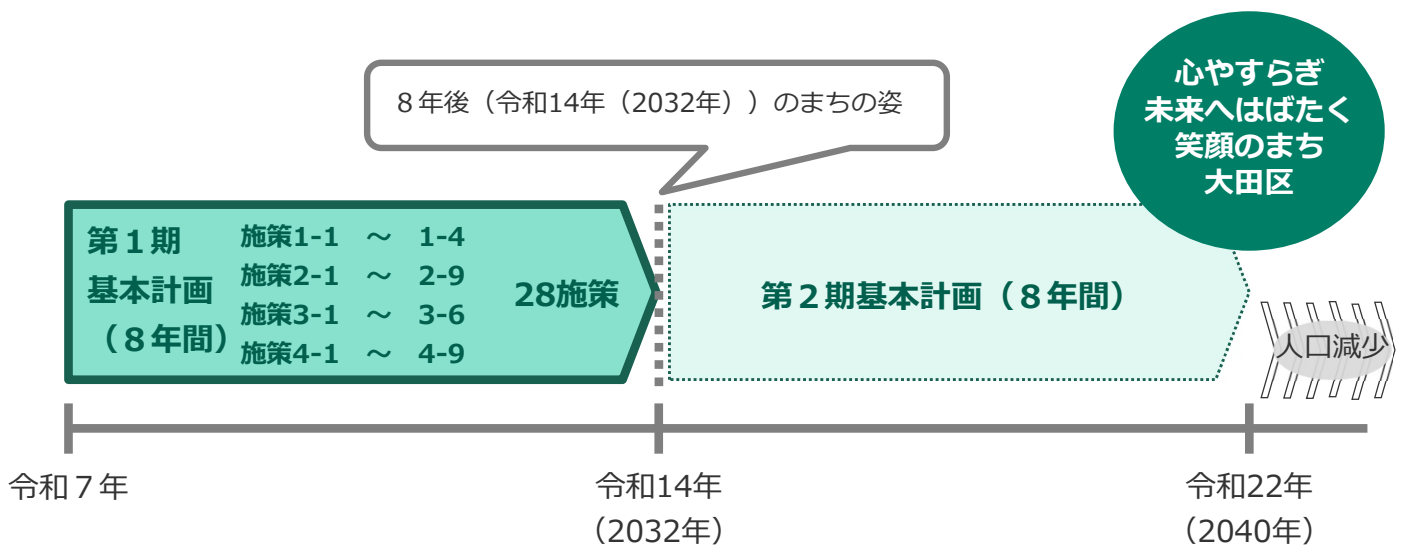 心やすらぎ
未来へはばたく
笑顔のまち
大田区
８年後（令和14年（2032年））のまちの姿
第１期
基本計画
（８年間）
施策1-1 ～ 1-4
施策2-1 ～ 2-9
施策3-1 ～ 3-6
施策4-1 ～ 4-9
28施策
第２期基本計画（８年間）
人口減少
令和７年
令和14年
（2032年）
令和22年
（2040年）